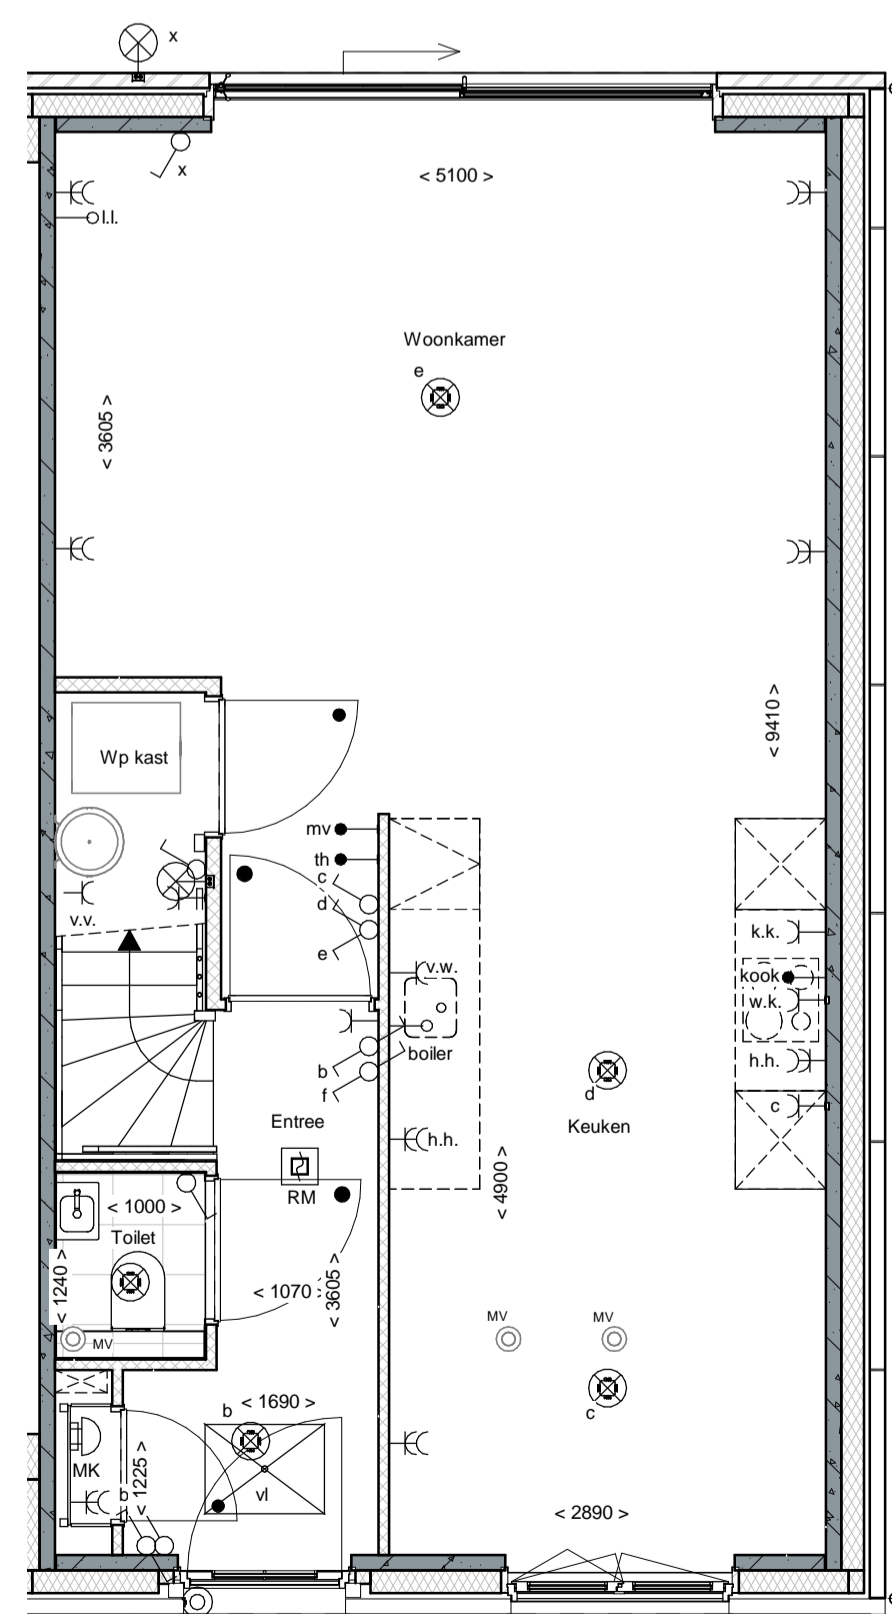 x
x
< 5100 >
l.l.
Woonkamer
e
< 3605 >
< 9410 >
Wp kast
mv
th
c
d
v.v.
e
k.k.
v.w.
kook
w.k.
boiler
h.h.
b
f
d
c
Entree
Keuken
h.h.
RM
< 4900 >
< 1000 >
Toilet
< 1240 >
< 1070
< 3605 >
MV
MV
MV
< 1690 >
b
c
MK
< 1225 >
b
vl
< 2890 >